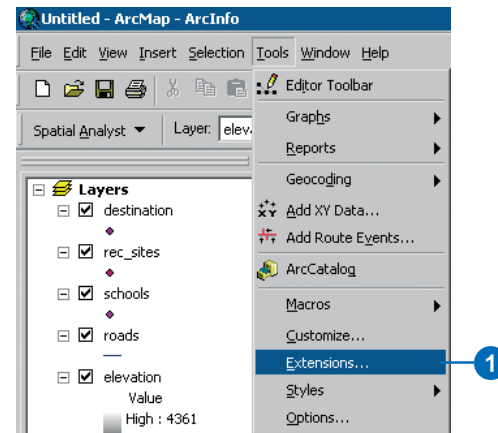 Untitled - ArcMap - ArcInfo
File Edit View Insert Selection Tools Window Help
Editor Toolbar
Spatial Analyst Layer: elev
Graphs
Reports
Geocoding
Add XY Data...
Add Route Events...
ArcCatalog
Macros
Customize...
Extensions...
1
Styles
Options...
Layers
destination
rec_sites
schools
roads
elevation
Value
High : 4361